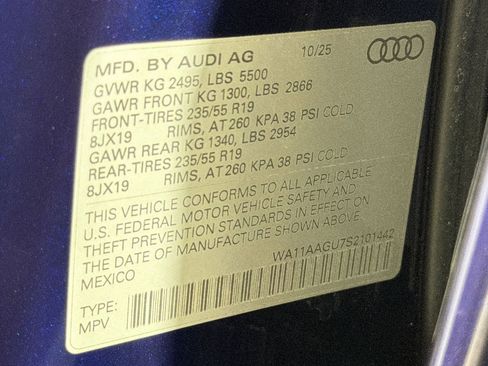 MFD. BY AUDI AG 10/25
GVWR KG 2495, LBS 5500
GAWR FRONT KG 1300, LBS 2866
FRONT-TIRES 235/55 R19
8JX19 RIMS, AT 260 KPA 38 PSI COLD
GAWR REAR KG 1340, LBS 2954
REAR-TIRES 235/55 R19
8JX19 RIMS, AT 260 KPA 38 PSI COLD
THIS VEHICLE CONFORMS TO ALL APPLICABLE
U.S. FEDERAL MOTOR VEHICLE SAFETY AND
THEFT PREVENTION STANDARDS IN EFFECT ON
THE DATE OF MANUFACTURE SHOWN ABOVE.
MEXICO
WA11AAGU7S2101442
TYPE:
MPV